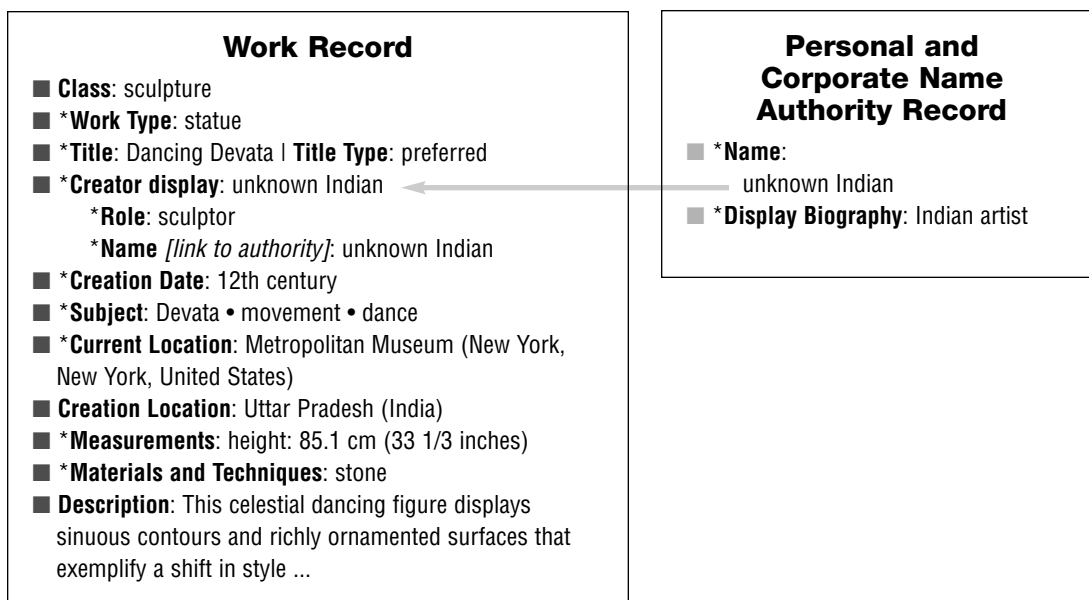 Work Record
■ Class: sculpture
■ *Work Type: statue
■ *Title: Dancing Devata | Title Type: preferred
■ *Creator display: unknown Indian
*Role: sculptor
*Name [link to authority]: unknown Indian
■ *Creation Date: 12th century
■ *Subject: Devata • movement • dance
■ *Current Location: Metropolitan Museum (New York,
New York, United States)
■ Creation Location: Uttar Pradesh (India)
■ *Measurements: height: 85.1 cm (33 1/3 inches)
■ *Materials and Techniques: stone
■ Description: This celestial dancing figure displays
sinuous contours and richly ornamented surfaces that
exemplify a shift in style ...
Personal and
Corporate Name
Authority Record
■ *Name:
unknown Indian
■ *Display Biography: Indian artist